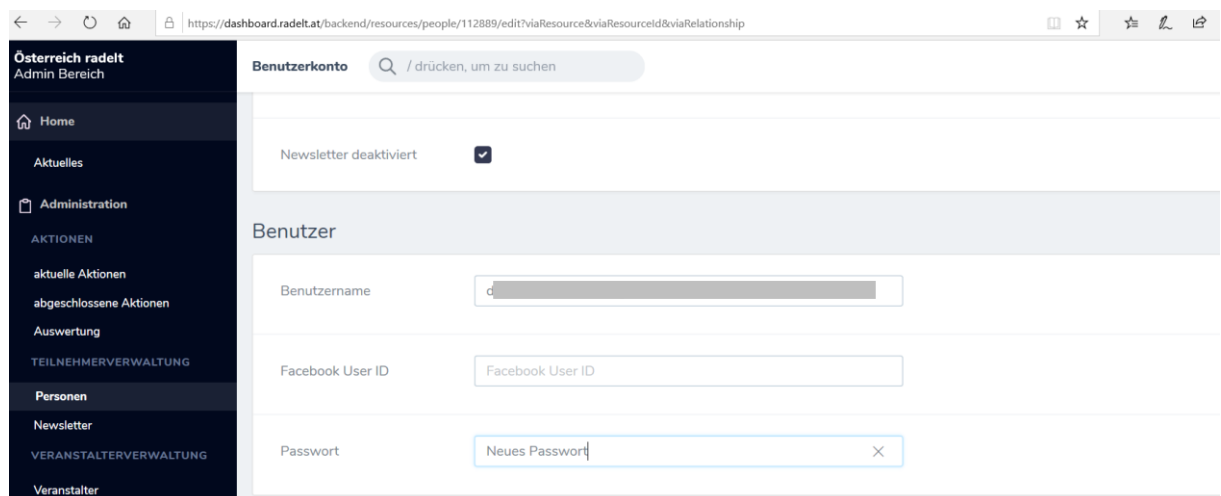 https://dashboard.radelt.at/backend/resources/people/112889/edit?viaResource&viaResourceId&viaRelationship
Österreich radelt
Admin Bereich
Benutzerkonto
/ drücken, um zu suchen
Home
Aktuelles
Newsletter deaktiviert
Administration
AKTIONEN
Benutzer
aktuelle Aktionen
Benutzername
d
abgeschlossene Aktionen
Auswertung
TEILNEHMERVERWALTUNG
Facebook User ID
Facebook User ID
Personen
Newsletter
VERANSTALTERVERWALTUNG
Passwort
Neues Passwort
Veranstalter